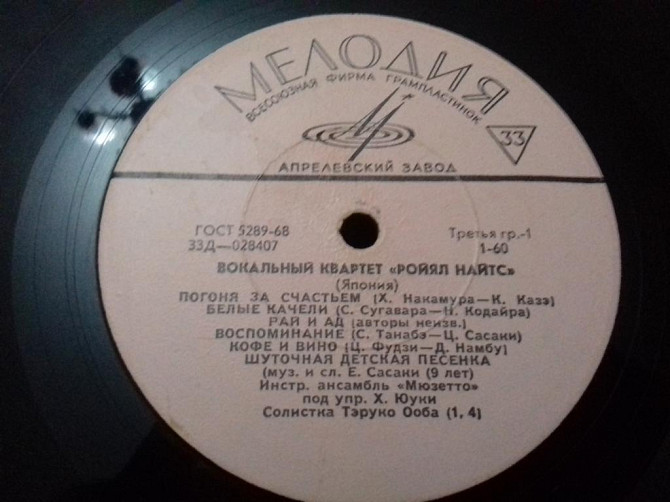 МЕЛОДИЯ
ВСЕСОЮЗНАЯ ФИРМА ГРАМПЛАСТИНОК
33
АПРЕЛЕВСКИЙ ЗАВОД
ГОСТ 5289-68
Третья гр.-1
33Д—028407
1-60
ВОКАЛЬНЫЙ КВАРТЕТ «РОЙЯЛ НАЙТС»
(Япония)
ПОГОНЯ ЗА СЧАСТЬЕМ (Х. Накамура—К. Казэ)
БЕЛЫЕ КАЧЕЛИ (С. Сугавара—Н. Кодайра)
РАЙ И АД (авторы неизв.)
ВОСПОМИНАНИЕ (С. Танабэ—Ц. Сасаки)
КОФЕ И ВИНО (Ц. Фудзи—Д. Намбу)
ШУТОЧНАЯ ДЕТСКАЯ ПЕСЕНКА
(муз. и сл. Е. Сасаки (9 лет)
Инстр. ансамбль «Мюзетто»
под упр. Х. Юуки
Солистка Тэруко Ооба (1, 4)